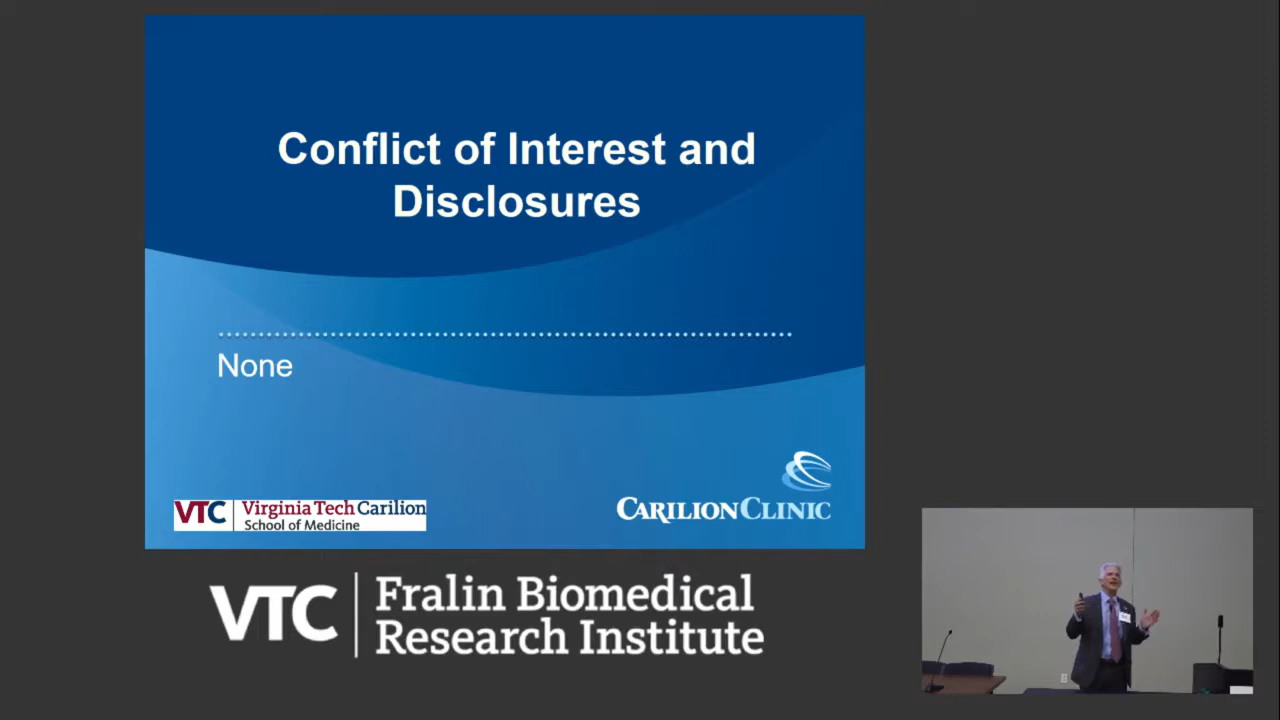 Conflict of Interest and
Disclosures
None
VTC Virginia Tech Carilion
School of Medicine
CARILION CLINIC
VTC Fralin Biomedical
Research Institute